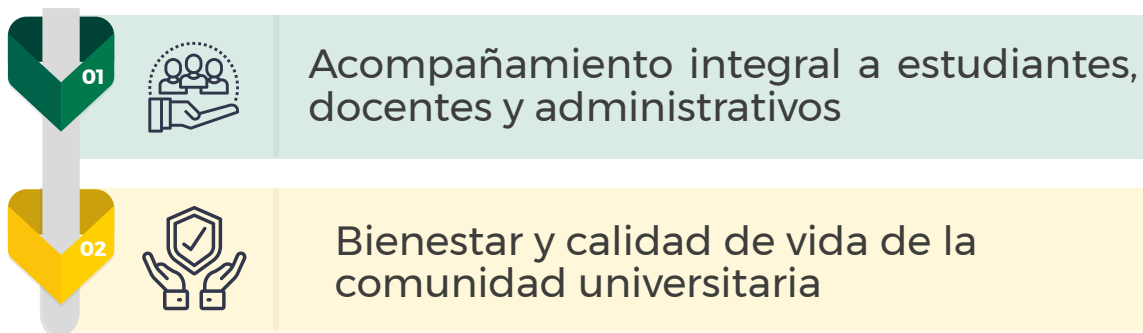 01
Acompañamiento integral a estudiantes,
docentes y administrativos
02
Bienestar y calidad de vida de la
comunidad universitaria